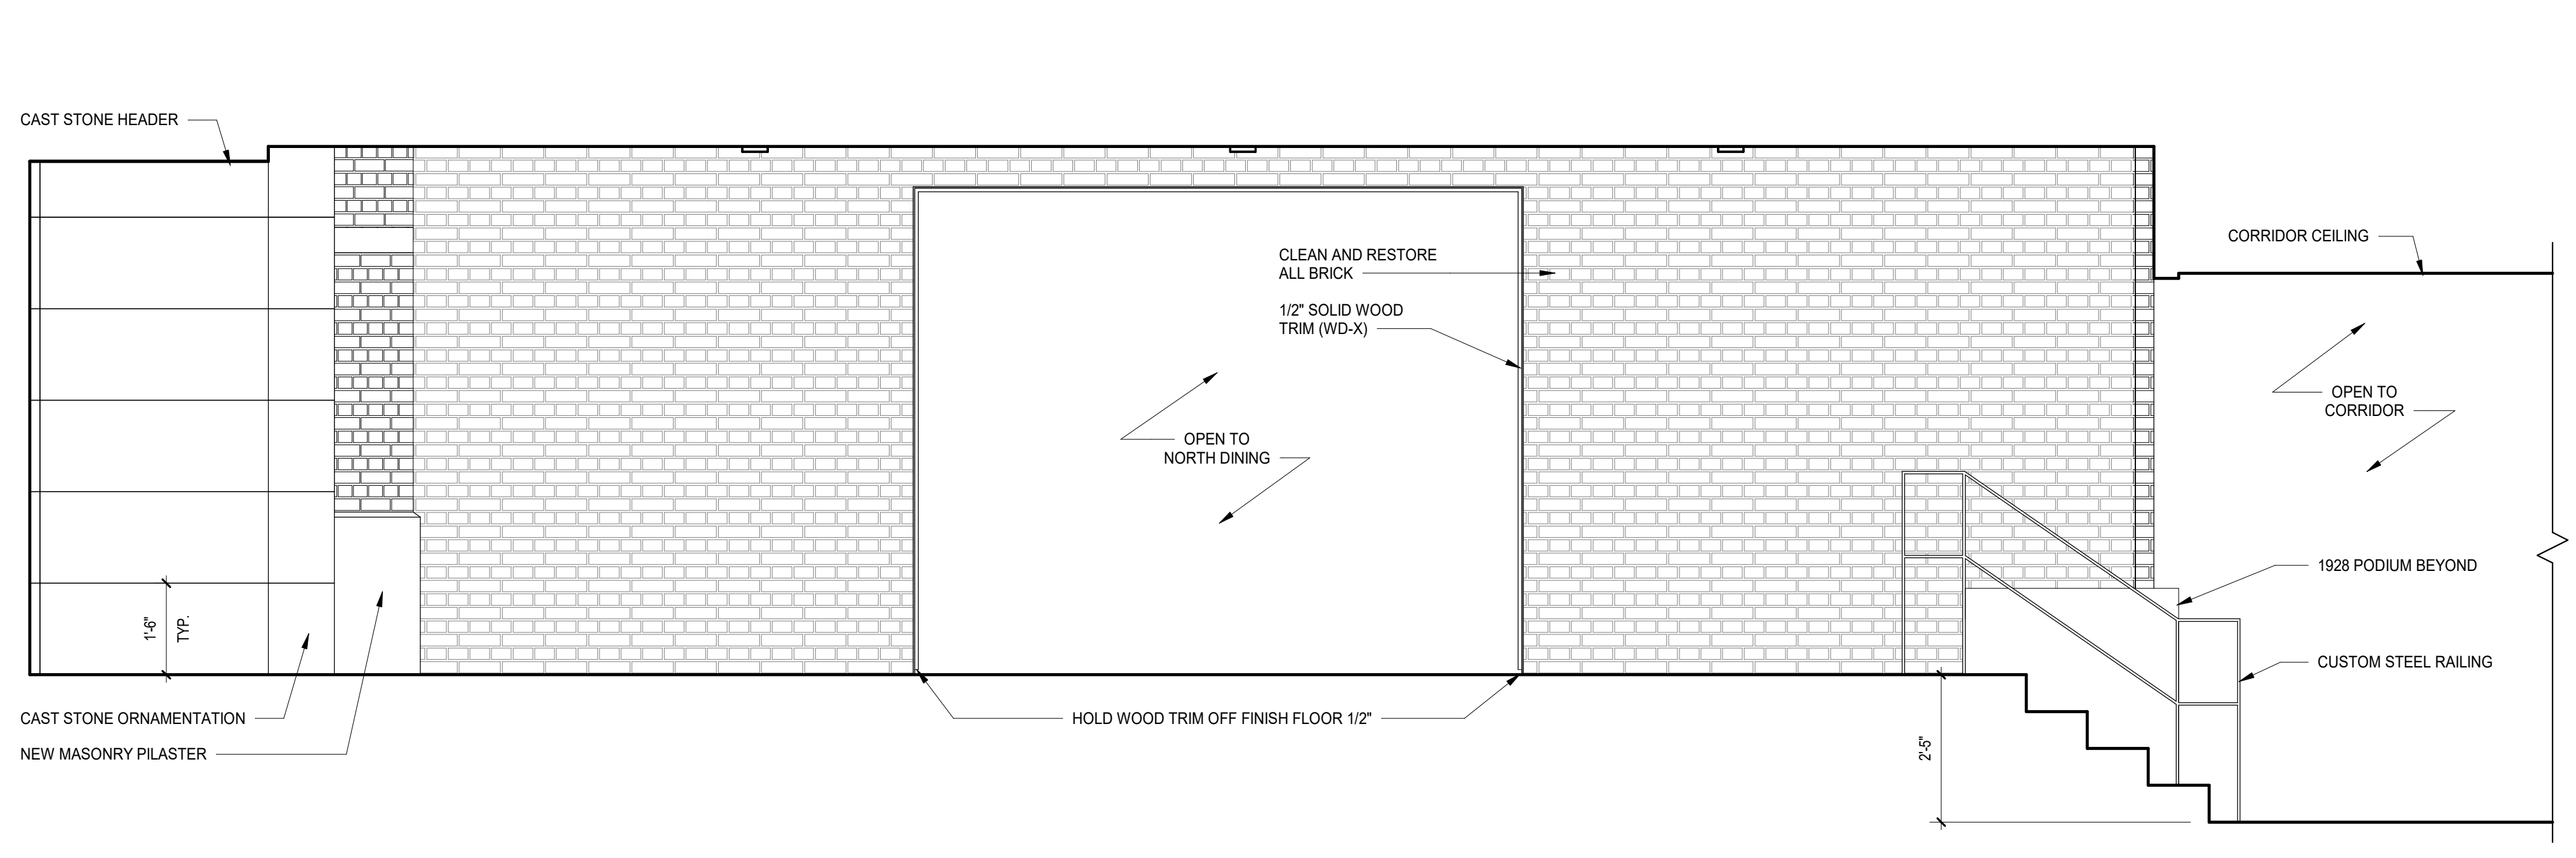 CAST STONE HEADER
CORRIDOR CEILING
CLEAN AND RESTORE
ALL BRICK
1/2" SOLID WOOD
TRIM (WD-X)
OPEN TO
CORRIDOR
OPEN TO
NORTH DINING
1928 PODIUM BEYOND
1'-6"
TYP.
CUSTOM STEEL RAILING
CAST STONE ORNAMENTATION
HOLD WOOD TRIM OFF FINISH FLOOR 1/2"
NEW MASONRY PILASTER
2'-5"